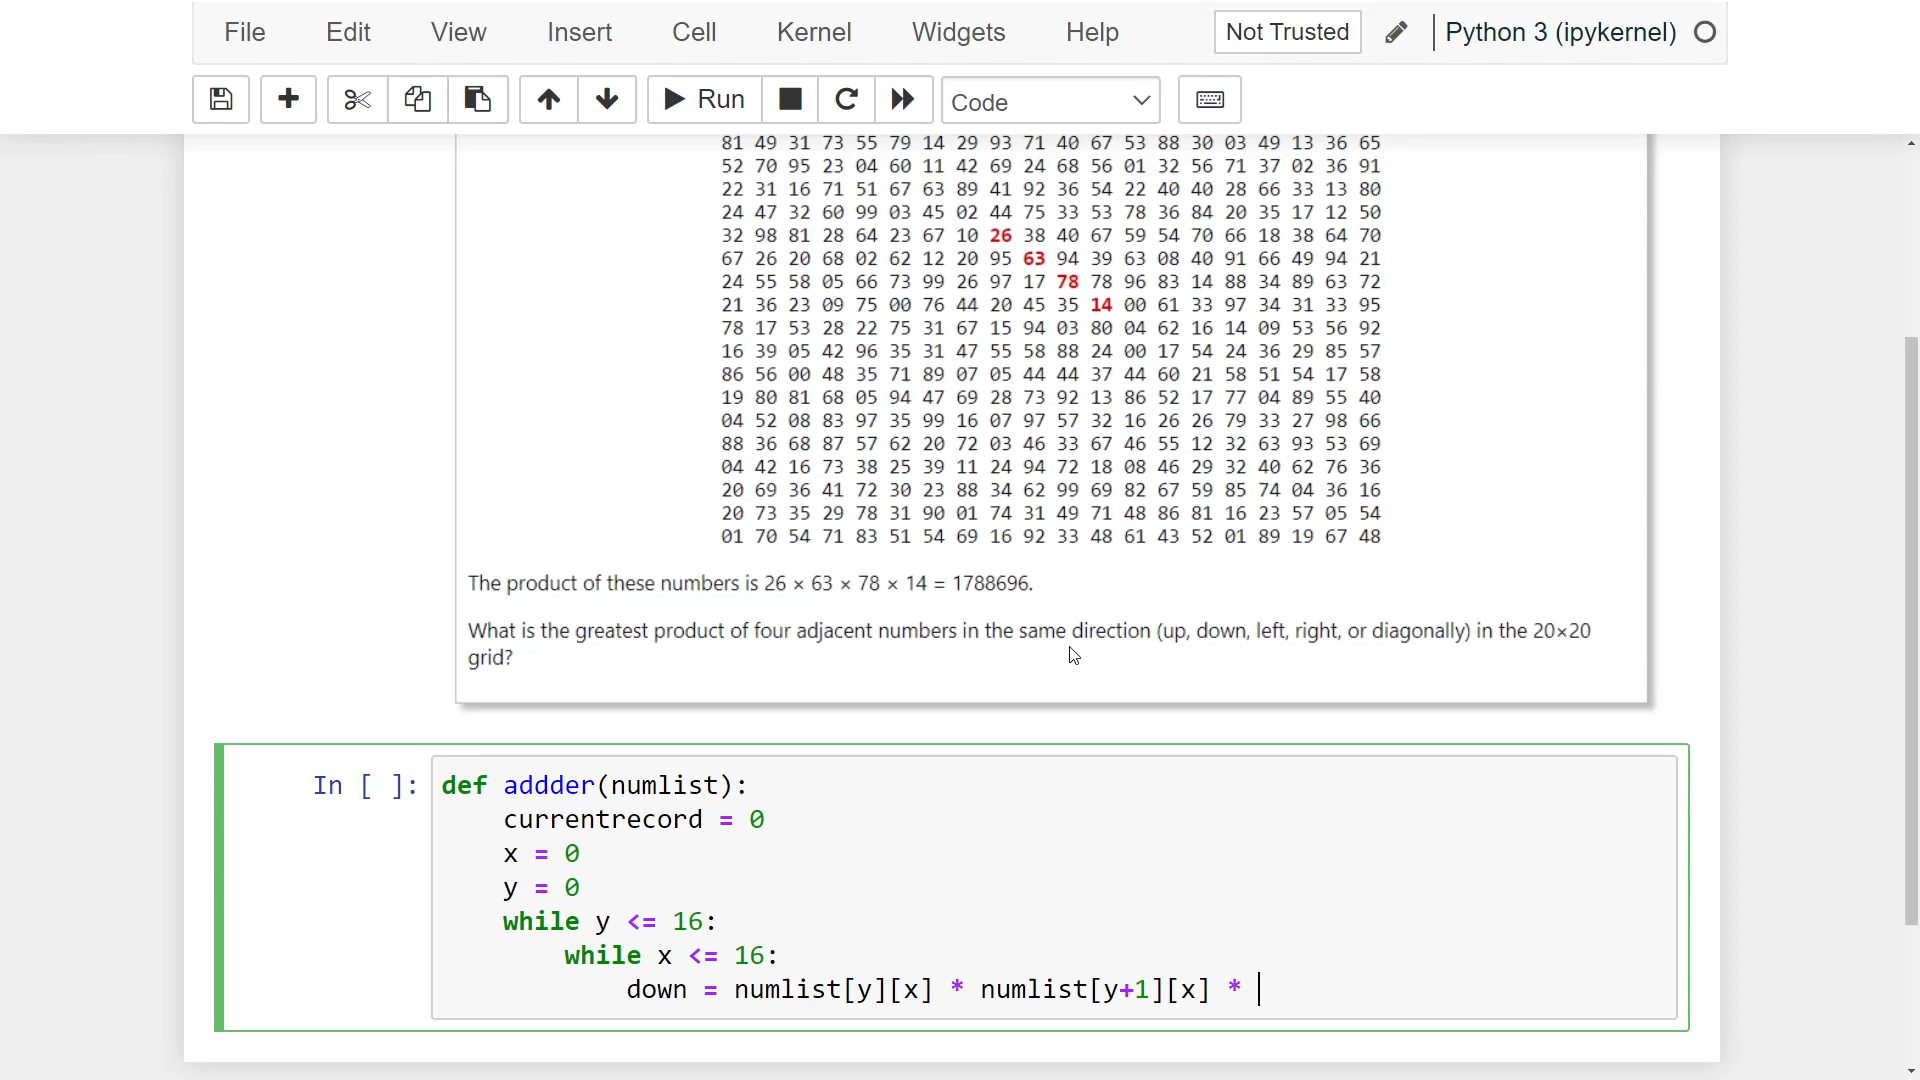 File Edit View Insert Cell Kernel Widgets Help Not Trusted Python 3 (ipykernel)
Run Code
81 49 31 73 55 79 14 29 93 71 40 67 53 88 30 03 49 13 36 65
52 70 95 23 04 60 11 42 69 24 68 56 01 32 56 71 37 02 36 91
22 31 16 71 51 67 63 89 41 92 36 54 22 40 40 28 66 33 13 80
24 47 32 60 99 03 45 02 44 75 33 53 78 36 84 20 35 17 12 50
32 98 81 28 64 23 67 10 26 38 40 67 59 54 70 66 18 38 64 70
67 26 20 68 02 62 12 20 95 63 94 39 63 08 40 91 66 49 94 21
24 55 58 05 66 73 99 26 97 17 78 78 96 83 14 88 34 89 63 72
21 36 23 09 75 00 76 44 20 45 35 14 00 61 33 97 34 31 33 95
78 17 53 28 22 75 31 67 15 94 03 80 04 62 16 14 09 53 56 92
16 39 05 42 96 35 31 47 55 58 88 24 00 17 54 24 36 29 85 57
86 56 00 48 35 71 89 07 05 44 44 37 44 60 21 58 51 54 17 58
19 80 81 68 05 94 47 69 28 73 92 13 86 52 17 77 04 89 55 40
04 52 08 83 97 35 99 16 07 97 57 32 16 26 26 79 33 27 98 66
88 36 68 87 57 62 20 72 03 46 33 67 46 55 12 32 63 93 53 69
04 42 16 73 38 25 39 11 24 94 72 18 08 46 29 32 40 62 76 36
20 69 36 41 72 30 23 88 34 62 99 69 82 67 59 85 74 04 36 16
20 73 35 29 78 31 90 01 74 31 49 71 48 86 81 16 23 57 05 54
01 70 54 71 83 51 54 69 16 92 33 48 61 43 52 01 89 19 67 48
The product of these numbers is 26 × 63 × 78 × 14 = 1788696.
What is the greatest product of four adjacent numbers in the same direction (up, down, left, right, or diagonally) in the 20×20
grid?
In [ ]: def addder(numlist):
currentrecord = 0
x = 0
y = 0
while y <= 16:
while x <= 16:
down = numlist[y][x] * numlist[y+1][x] *